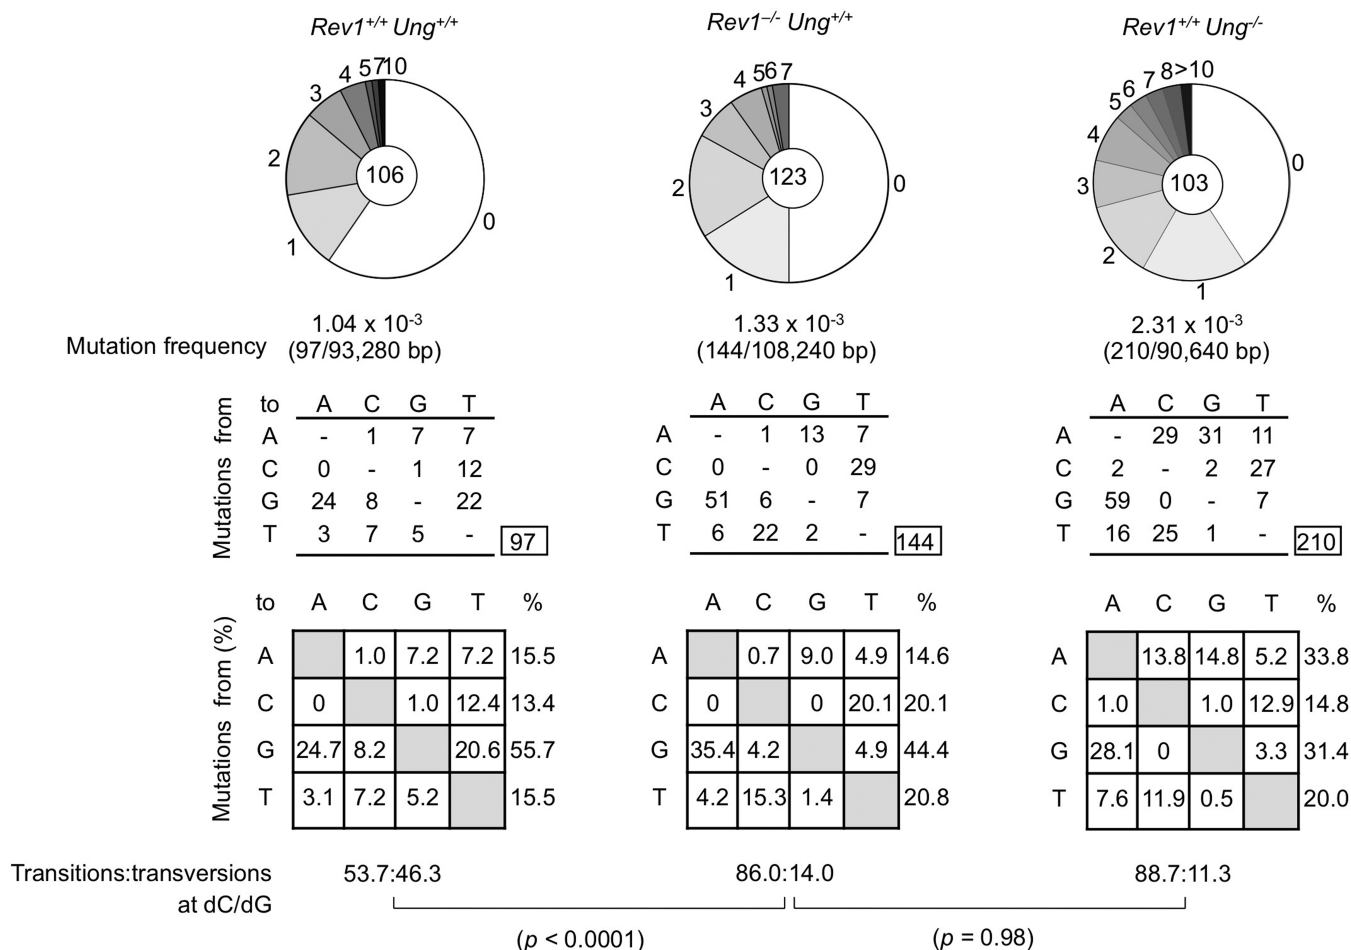 Rev1+/+ Ung+/+
Rev1–/- Ung+/+
Rev1+/+ Ung-/-
0
1
2
3
4
5
7
10
106
0
1
2
3
4
5
6
7
123
0
1
2
3
4
5
6
7
8
>10
103
Mutation frequency
1.04 x 10-3
(97/93,280 bp)
1.33 x 10-3
(144/108,240 bp)
2.31 x 10-3
(210/90,640 bp)
Mutations from
to A C G T
A - 1 7 7
C 0 - 1 12
G 24 8 - 22
T 3 7 5 - 97
A C G T
A - 1 13 7
C 0 - 0 29
G 51 6 - 7
T 6 22 2 - 144
A C G T
A - 29 31 11
C 2 - 2 27
G 59 0 - 7
T 16 25 1 - 210
Mutations from (%)
to A C G T %
A 1.0 7.2 7.2 15.5
C 0 1.0 12.4 13.4
G 24.7 8.2 20.6 55.7
T 3.1 7.2 5.2 15.5
A C G T %
A 0.7 9.0 4.9 14.6
C 0 0 20.1 20.1
G 35.4 4.2 4.9 44.4
T 4.2 15.3 1.4 20.8
A C G T %
A 13.8 14.8 5.2 33.8
C 1.0 1.0 12.9 14.8
G 28.1 0 3.3 31.4
T 7.6 11.9 0.5 20.0
Transitions:transversions
at dC/dG
53.7:46.3
86.0:14.0
88.7:11.3
(p < 0.0001)
(p = 0.98)